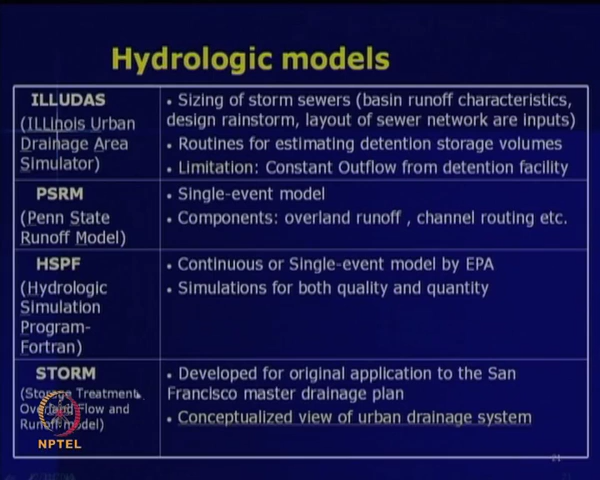 Hydrologic models
ILLUDAS
(ILLinois Urban
Drainage Area
Simulator)
• Sizing of storm sewers (basin runoff characteristics,
design rainstorm, layout of sewer network are inputs)
• Routines for estimating detention storage volumes
• Limitation: Constant Outflow from detention facility
PSRM
(Penn State
Runoff Model)
• Single-event model
• Components: overland runoff , channel routing etc.
HSPF
(Hydrologic
Simulation
Program-
Fortran)
• Continuous or Single-event model by EPA
• Simulations for both quality and quantity
STORM
(Storage Treatment,
Overland Flow and
Runoff model)
• Developed for original application to the San
Francisco master drainage plan
• Conceptualized view of urban drainage system
NPTEL
21